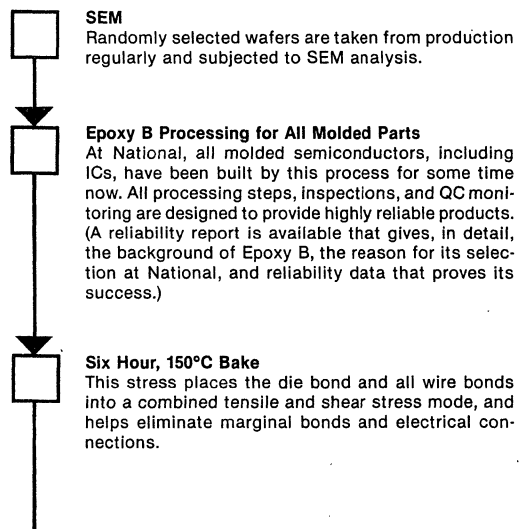 SEM
Randomly selected wafers are taken from production
regularly and subjected to SEM analysis.
Epoxy B Processing for All Molded Parts
At National, all molded semiconductors, including
ICs, have been built by this process for some time
now. All processing steps, inspections, and QC moni-
toring are designed to provide highly reliable products.
(A reliability report is available that gives, in detail,
the background of Epoxy B, the reason for its selec-
tion at National, and reliability data that proves its
success.)
Six Hour, 150°C Bake
This stress places the die bond and all wire bonds
into a combined tensile and shear stress mode, and
helps eliminate marginal bonds and electrical con-
nections.